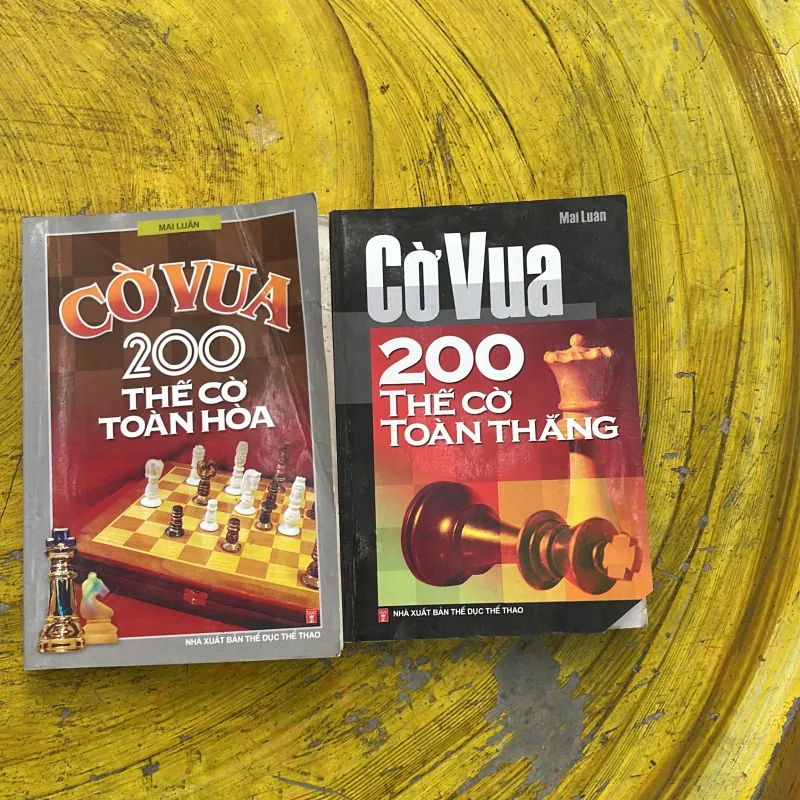 MAI LUÂN
CỜ VUA
200
THẾ CỜ
TOÀN HÒA
NHÀ XUẤT BẢN THỂ DỤC THỂ THAO
Mai Luân
Cờ Vua
200
THẾ CỜ
TOÀN THẮNG
NHÀ XUẤT BẢN THỂ DỤC THỂ THAO